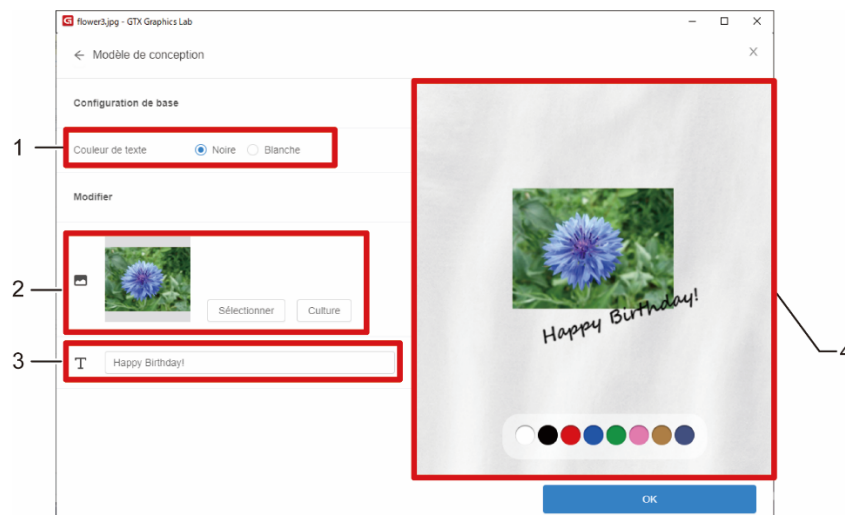 flower3.jpg - GTX Graphics Lab
Modèle de conception
Configuration de base
1
Couleur de texte Noire Blanche
Modifier
2
Sélectionner Culture
3
T Happy Birthday!
Happy Birthday!
4
OK